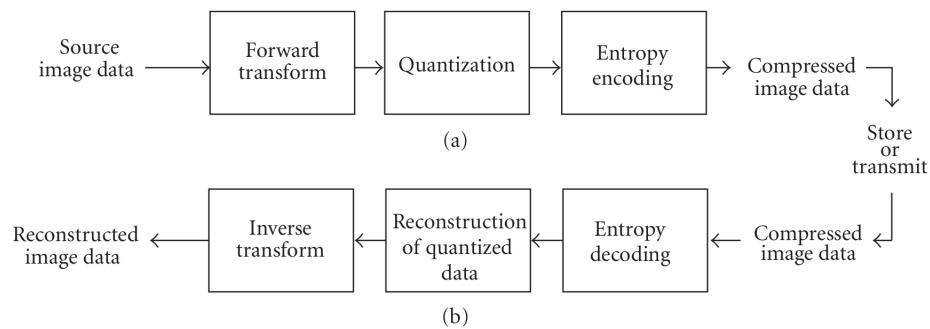 Source
image data
Forward
transform
Quantization
Entropy
encoding
Compressed
image data
(a)
Store
or
transmit
Reconstructed
image data
Inverse
transform
Reconstruction
of quantized
data
Entropy
decoding
Compressed
image data
(b)